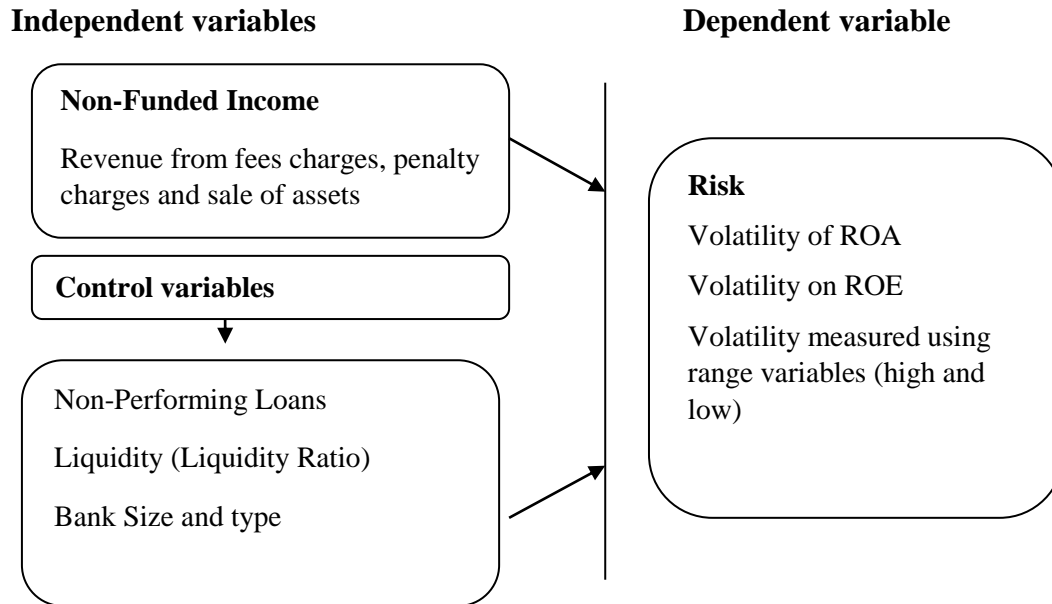 Independent variables
Dependent variable
Non-Funded Income
Revenue from fees charges, penalty
charges and sale of assets
Control variables
Non-Performing Loans
Liquidity (Liquidity Ratio)
Bank Size and type
Risk
Volatility of ROA
Volatility on ROE
Volatility measured using
range variables (high and
low)